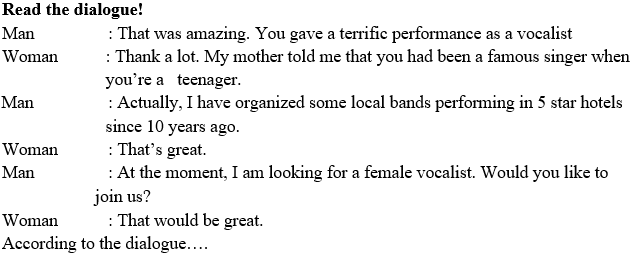 Read the dialogue!
Man : That was amazing. You gave a terrific performance as a vocalist
Woman : Thank a lot. My mother told me that you had been a famous singer when
you're a teenager.
Man : Actually, I have organized some local bands performing in 5 star hotels
since 10 years ago.
Woman : That's great.
Man : At the moment, I am looking for a female vocalist. Would you like to
join us?
Woman : That would be great.
According to the dialogue….